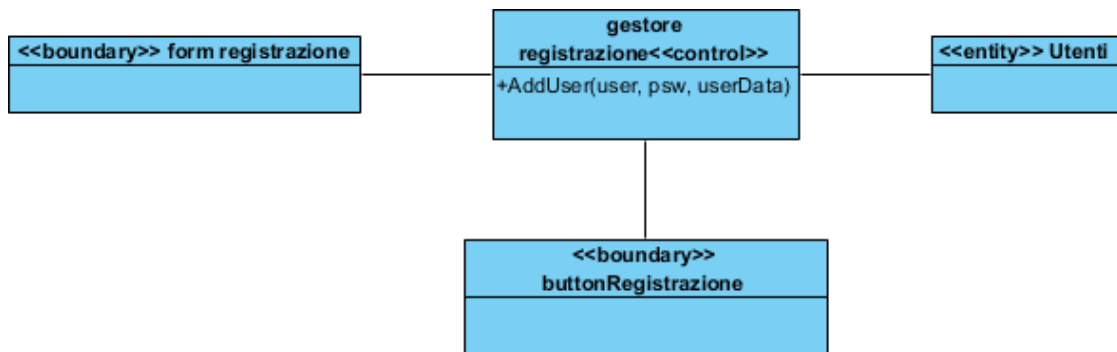 <<boundary>> form registrazione
gestore
registrazione<<control>>
+AddUser(user, psw, userData)
<<entity>> Utenti
<<boundary>>
buttonRegistrazione